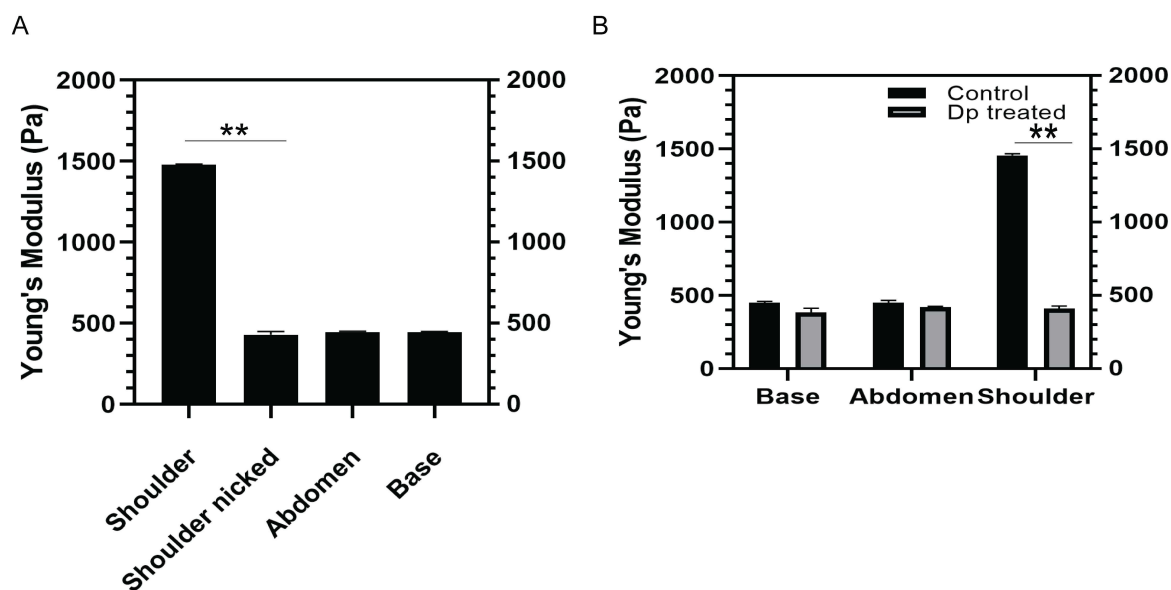 A
Young's Modulus (Pa)
2000
1500
1000
500
0
**
2000
1500
1000
500
0
Shoulder
Shoulder nicked
Abdomen
Base
B
Young's Modulus (Pa)
2000
1500
1000
500
0
Control
Dp treated
**
2000
1500
1000
500
0
Base Abdomen Shoulder